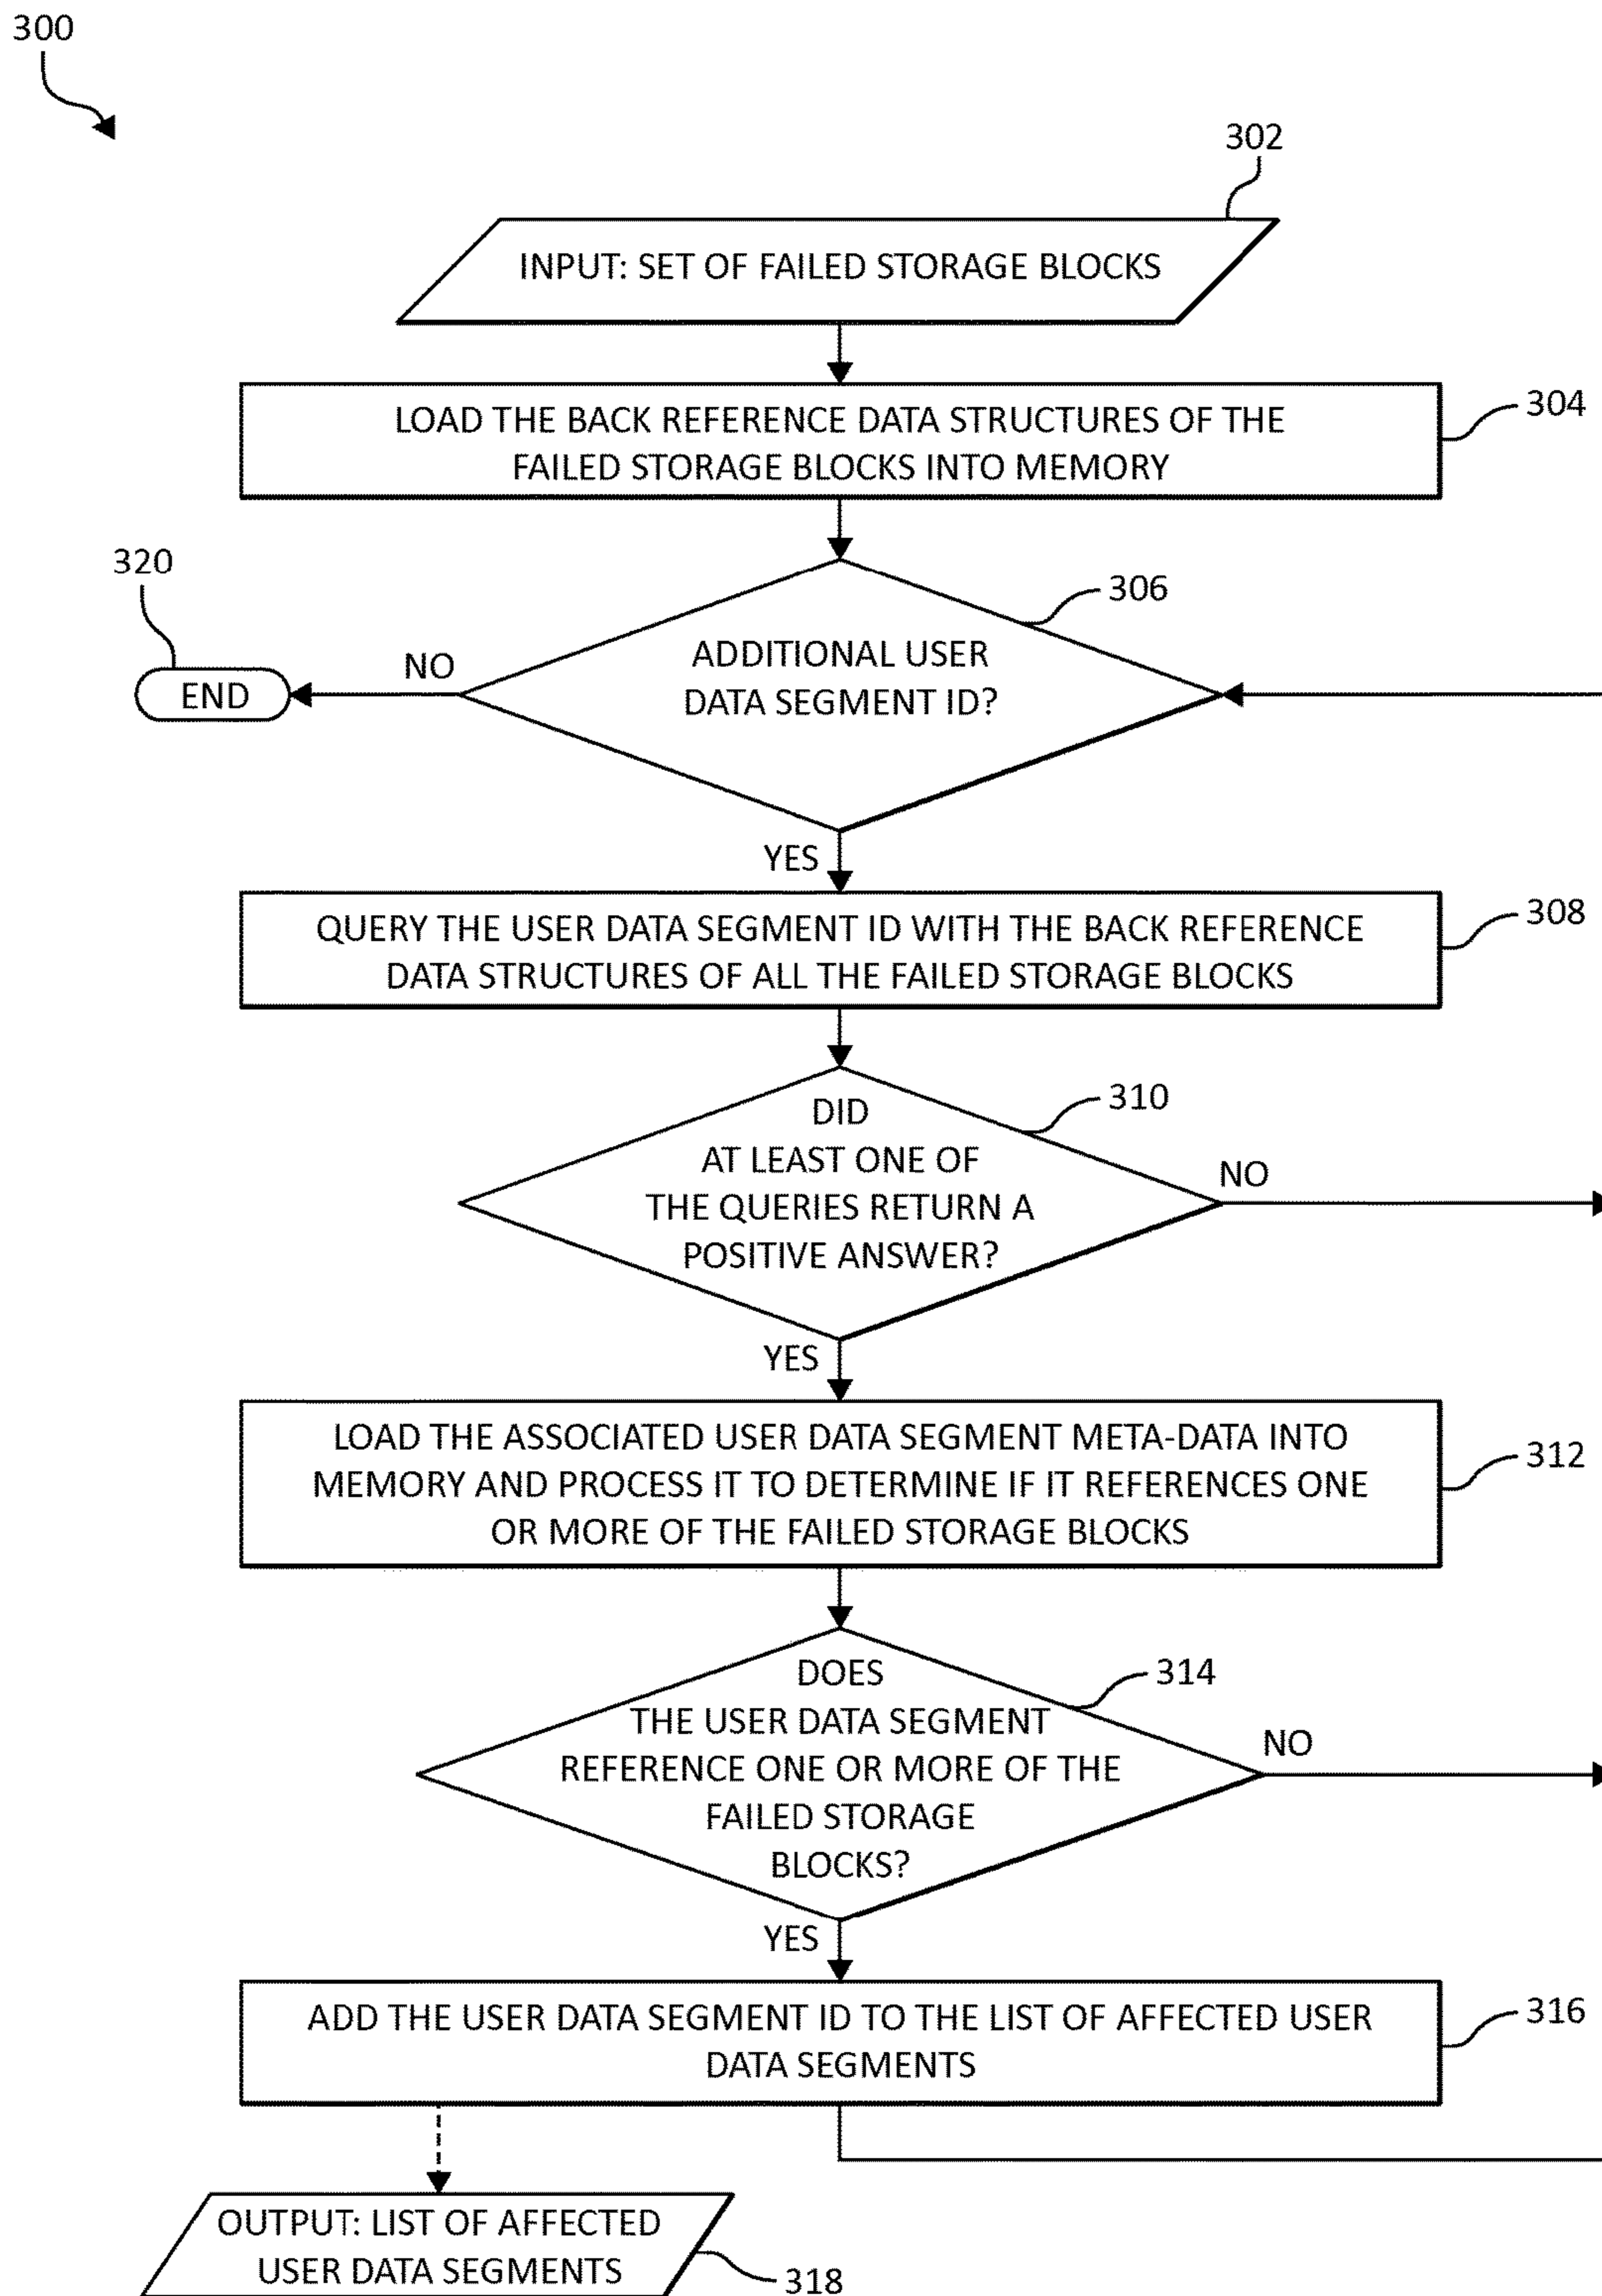 300
302
INPUT: SET OF FAILED STORAGE BLOCKS
LOAD THE BACK REFERENCE DATA STRUCTURES OF THE
FAILED STORAGE BLOCKS INTO MEMORY
304
320
306
ADDITIONAL USER
DATA SEGMENT ID?
NO
END
YES
QUERY THE USER DATA SEGMENT ID WITH THE BACK REFERENCE
DATA STRUCTURES OF ALL THE FAILED STORAGE BLOCKS
308
310
DID
AT LEAST ONE OF
THE QUERIES RETURN A
POSITIVE ANSWER?
NO
YES
LOAD THE ASSOCIATED USER DATA SEGMENT META-DATA INTO
MEMORY AND PROCESS IT TO DETERMINE IF IT REFERENCES ONE
OR MORE OF THE FAILED STORAGE BLOCKS
312
314
DOES
THE USER DATA SEGMENT
REFERENCE ONE OR MORE OF THE
FAILED STORAGE
BLOCKS?
NO
YES
ADD THE USER DATA SEGMENT ID TO THE LIST OF AFFECTED USER
DATA SEGMENTS
316
OUTPUT: LIST OF AFFECTED
USER DATA SEGMENTS
318